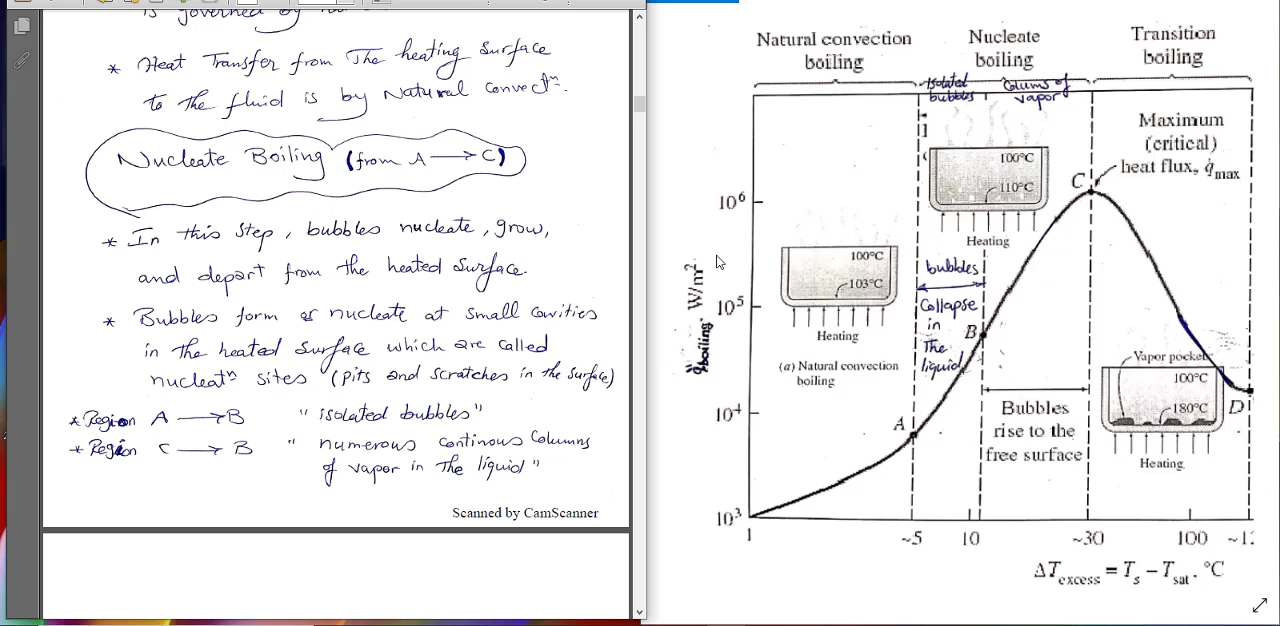 is governed by
* Heat Transfer from The heating Surface
to the fluid is by Natural Convectⁿ.
Nucleate Boiling (from A → C)
* In this step, bubbles nucleate, grow,
and depart from the heated surface.
* Bubbles form or nucleate at small cavities
in the heated surface which are called
nucleatⁿ sites (pits and scratches in the surface)
* Region A → B "isolated bubbles"
* Region C → B " numerous continous columns
of vapor in the liquid "
Scanned by CamScanner
Natural convection
boiling
Nucleate
boiling
Transition
boiling
Isolated
bubbles
Colums of
vapor
Maximum
(critical)
heat flux, q̇max
C
100°C
110°C
Heating
10⁶
100°C
103°C
Heating
(a) Natural convection
boiling
bubbles
Collapse
in
The
liquid
B
10⁵
q̇boiling, W/m²
Vapor pocket
100°C
180°C
Heating
D
10⁴
A
Bubbles
rise to the
free surface
10³
1
~5
10
~30
100
ΔTexcess = Ts − Tsat, °C